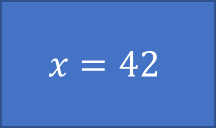 x = 42